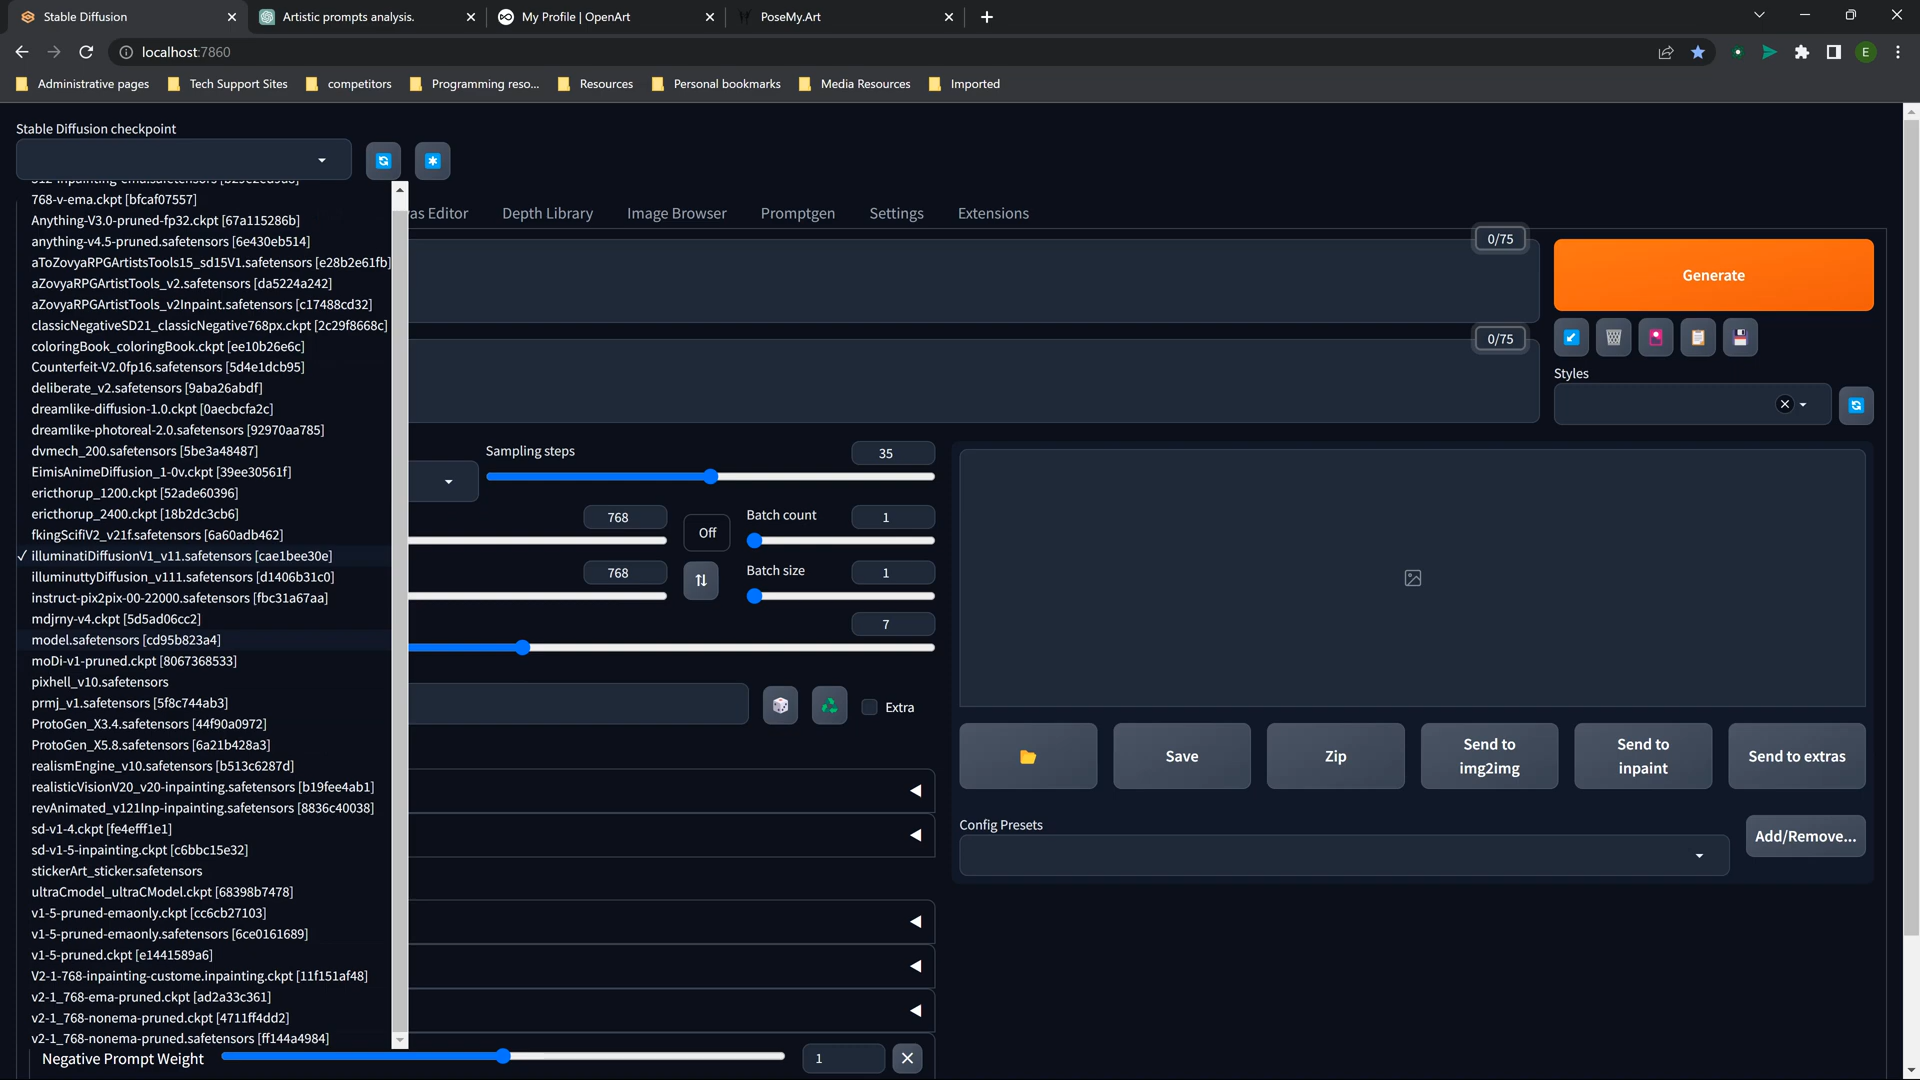 Stable Diffusion
Artistic prompts analysis.
My Profile | OpenArt
PoseMy.Art
localhost:7860
E
Administrative pages
Tech Support Sites
competitors
Programming reso...
Resources
Personal bookmarks
Media Resources
Imported
Stable Diffusion checkpoint
512-inpainting-ema.safetensors
768-v-ema.ckpt [bfcaf07557]
Anything-V3.0-pruned-fp32.ckpt [67a115286b]
anything-v4.5-pruned.safetensors [6e430eb514]
aToZovyaRPGArtistsTools15_sd15V1.safetensors [e28b2e61fb]
aZovyaRPGArtistTools_v2.safetensors [da5224a242]
aZovyaRPGArtistTools_v2Inpaint.safetensors [c17488cd32]
classicNegativeSD21_classicNegative768px.ckpt [2c29f8668c]
coloringBook_coloringBook.ckpt [ee10b26e6c]
Counterfeit-V2.0fp16.safetensors [5d4e1dcb95]
deliberate_v2.safetensors [9aba26abdf]
dreamlike-diffusion-1.0.ckpt [0aecbcfa2c]
dreamlike-photoreal-2.0.safetensors [92970aa785]
dvmech_200.safetensors [5be3a48487]
EimisAnimeDiffusion_1-0v.ckpt [39ee30561f]
ericthorup_1200.ckpt [52ade60396]
ericthorup_2400.ckpt [18b2dc3cb6]
fkingScifiV2_v21f.safetensors [6a60adb462]
✓ illuminatiDiffusionV1_v11.safetensors [cae1bee30e]
illuminuttyDiffusion_v111.safetensors [d1406b31c0]
instruct-pix2pix-00-22000.safetensors [fbc31a67aa]
mdjrny-v4.ckpt [5d5ad06cc2]
model.safetensors [cd95b823a4]
moDi-v1-pruned.ckpt [8067368533]
pixhell_v10.safetensors
prmj_v1.safetensors [5f8c744ab3]
ProtoGen_X3.4.safetensors [44f90a0972]
ProtoGen_X5.8.safetensors [6a21b428a3]
realismEngine_v10.safetensors [b513c6287d]
realisticVisionV20_v20-inpainting.safetensors [b19fee4ab1]
revAnimated_v121Inp-inpainting.safetensors [8836c40038]
sd-v1-4.ckpt [fe4efff1e1]
sd-v1-5-inpainting.ckpt [c6bbc15e32]
stickerArt_sticker.safetensors
ultraCmodel_ultraCModel.ckpt [68398b7478]
v1-5-pruned-emaonly.ckpt [cc6cb27103]
v1-5-pruned-emaonly.safetensors [6ce0161689]
v1-5-pruned.ckpt [e1441589a6]
V2-1-768-inpainting-custome.inpainting.ckpt [11f151af48]
v2-1_768-ema-pruned.ckpt [ad2a33c361]
v2-1_768-nonema-pruned.ckpt [4711ff4dd2]
v2-1_768-nonema-pruned.safetensors [ff144a4984]
as Editor
Depth Library
Image Browser
Promptgen
Settings
Extensions
0/75
0/75
Generate
Styles
Sampling steps
35
768
Off
Batch count
1
768
Batch size
1
7
Extra
Save
Zip
Send to
img2img
Send to
inpaint
Send to extras
Config Presets
Add/Remove...
Negative Prompt Weight
1